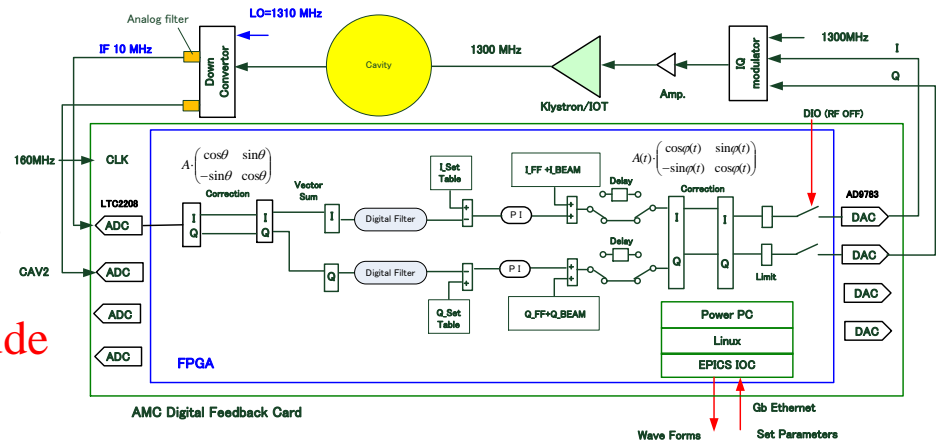 Analog filter
LO=1310 MHz
IF 10 MHz
Down
Convertor
Cavity
1300 MHz
Klystron/IOT
Amp.
IQ
modulator
1300MHz
I
Q
DIO (RF OFF)
160MHz
CLK
A·(cosθ sinθ
−sinθ cosθ)
Correction
Vector
Sum
I_Set
Table
I_FF +I_BEAM
A(t)·(cosφ(t) sinφ(t)
−sinφ(t) cosφ(t))
Delay
Correction
LTC2208
AD9783
ADC
I
Q
I
Q
I
Digital Filter
+
−
P I
+
+
I
I
DAC
CAV2
ADC
Q
Digital Filter
−
+
P I
+
+
Delay
Q
Q
Limit
DAC
ADC
Q_Set
Table
Q_FF+Q_BEAM
DAC
ADC
DAC
Power PC
Linux
EPICS IOC
de
FPGA
AMC Digital Feedback Card
Gb Ethernet
Wave Forms
Set Parameters